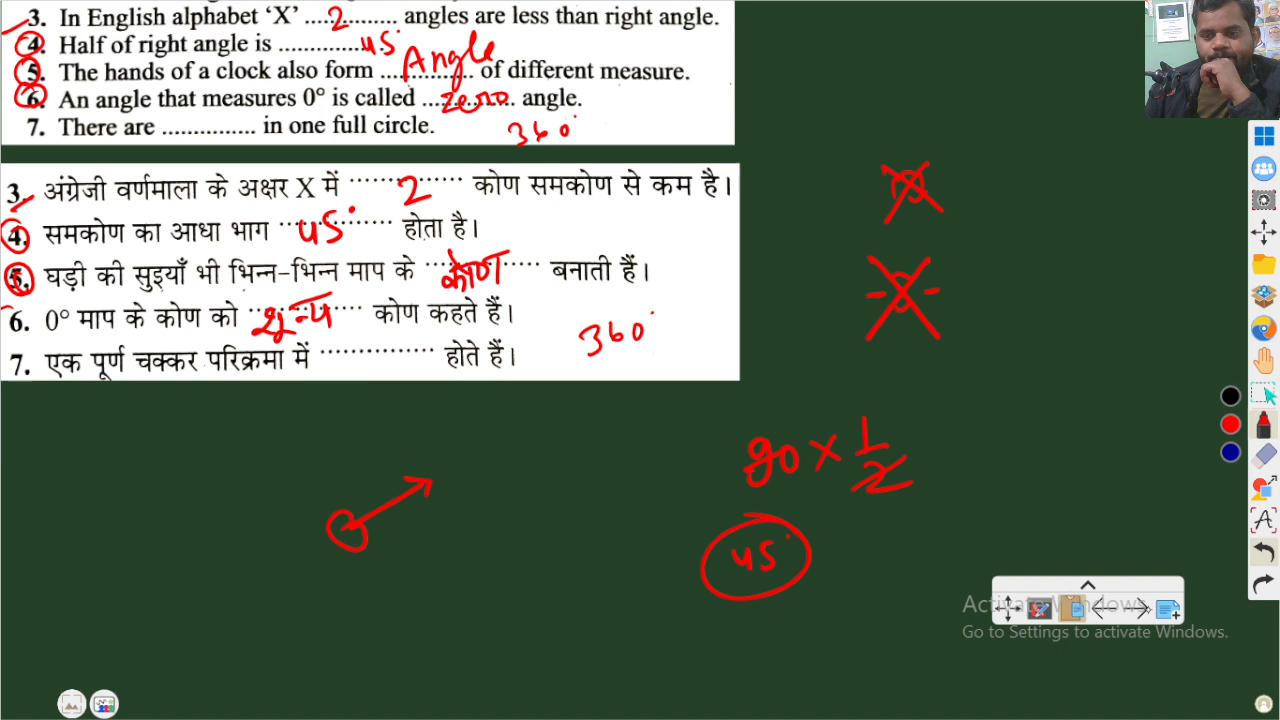 3. In English alphabet ‘X’ ....2.......... angles are less than right angle.
4. Half of right angle is .............. 45°
5. The hands of a clock also form .............. Angle of different measure.
6. An angle that measures 0° is called .............. zero angle.
7. There are .............. in one full circle. 360°
3. अंग्रेजी वर्णमाला के अक्षर X में .............. 2 कोण समकोण से कम है।
4. समकोण का आधा भाग .............. 45° होता है।
5. घड़ी की सुइयाँ भी भिन्न-भिन्न माप के .............. कोण बनाती हैं।
6. 0° माप के कोण को .............. शून्य कोण कहते हैं।
7. एक पूर्ण चक्कर परिक्रमा में .............. होते हैं। 360°
90 × 1/2
45°
Activate Windows
Go to Settings to activate Windows.